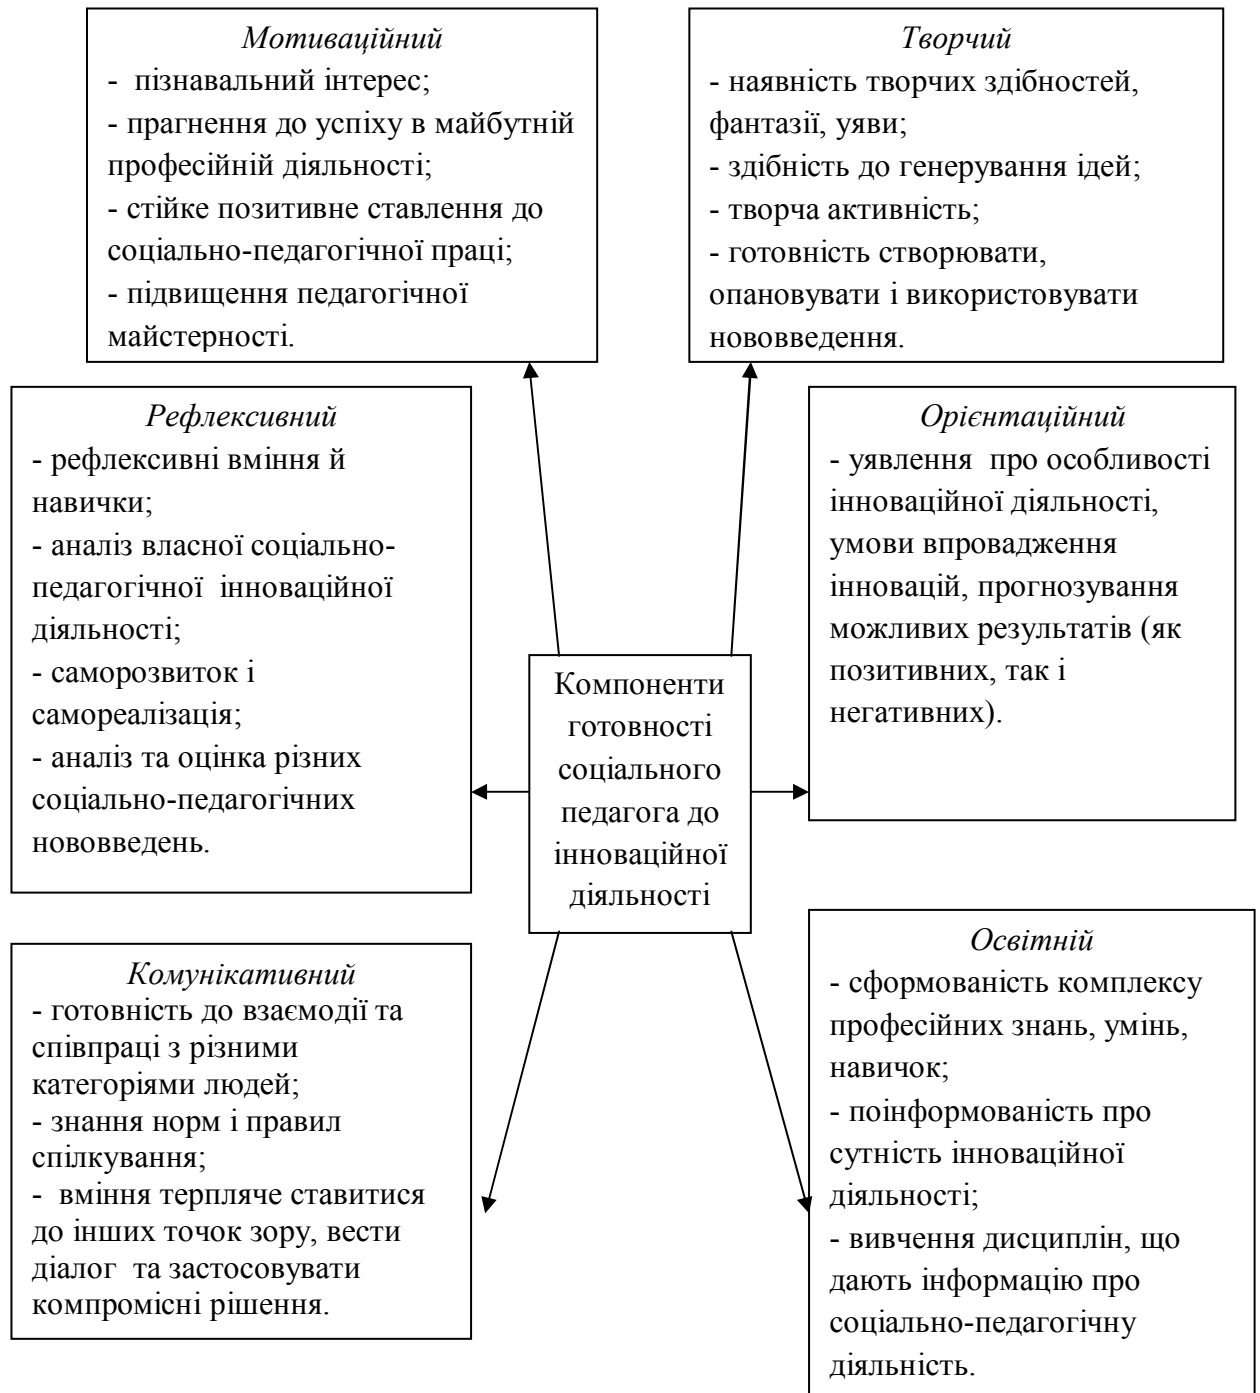 Мотиваційний
- пізнавальний інтерес;
- прагнення до успіху в майбутній
професійній діяльності;
- стійке позитивне ставлення до
соціально-педагогічної праці;
- підвищення педагогічної
майстерності.
Творчий
- наявність творчих здібностей,
фантазії, уяви;
- здібність до генерування ідей;
- творча активність;
- готовність створювати,
опановувати і використовувати
нововведення.
Рефлексивний
- рефлексивні вміння й
навички;
- аналіз власної соціально-
педагогічної інноваційної
діяльності;
- саморозвиток і
самореалізація;
- аналіз та оцінка різних
соціально-педагогічних
нововведень.
Орієнтаційний
- уявлення про особливості
інноваційної діяльності,
умови впровадження
інновацій, прогнозування
можливих результатів (як
позитивних, так і
негативних).
Компоненти
готовності
соціального
педагога до
інноваційної
діяльності
Комунікативний
- готовність до взаємодії та
співпраці з різними
категоріями людей;
- знання норм і правил
спілкування;
- вміння терпляче ставитися
до інших точок зору, вести
діалог та застосовувати
компромісні рішення.
Освітній
- сформованість комплексу
професійних знань, умінь,
навичок;
- поінформованість про
сутність інноваційної
діяльності;
- вивчення дисциплін, що
дають інформацію про
соціально-педагогічну
діяльність.